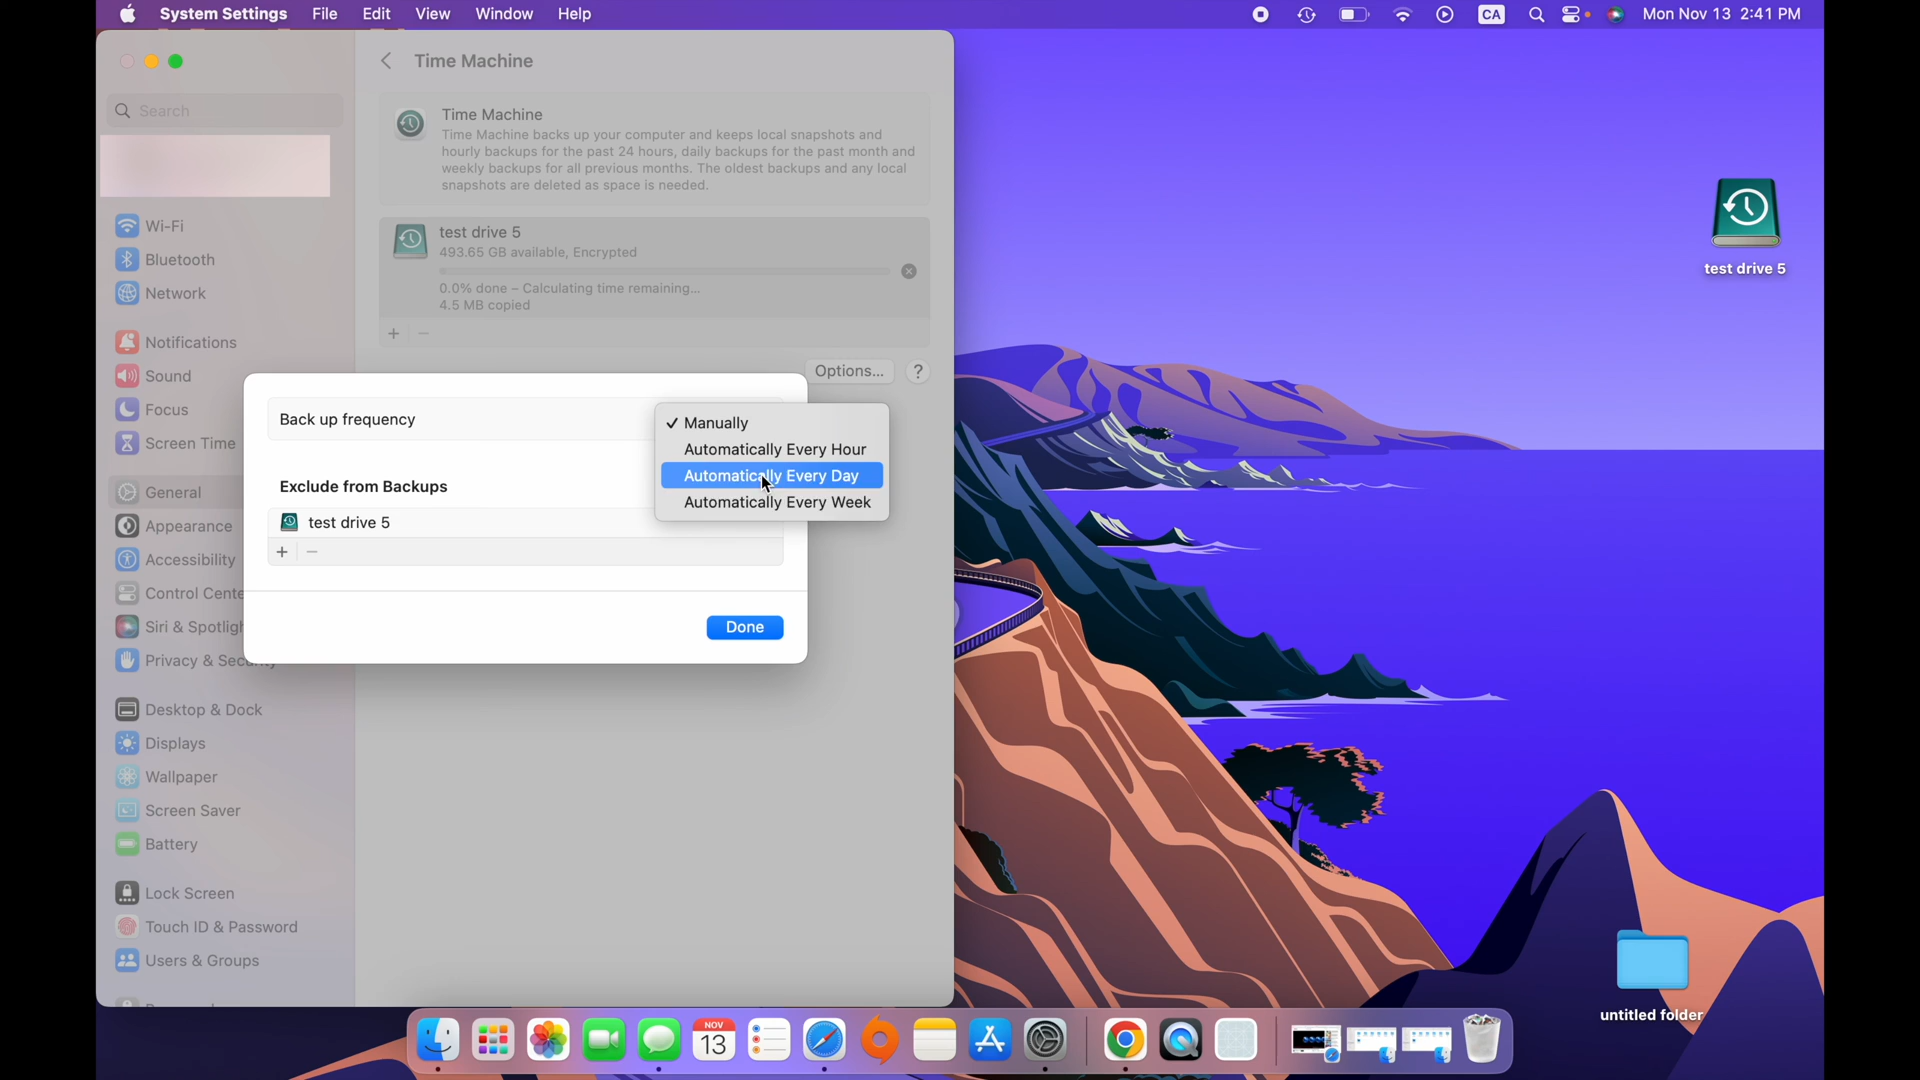 System Settings File Edit View Window Help
CA Mon Nov 13 2:41 PM
Search
Wi-Fi
Bluetooth
Network
Notifications
Sound
Focus
Screen Time
General
Appearance
Accessibility
Control Cente
Siri & Spotligh
Privacy & Security
Desktop & Dock
Displays
Wallpaper
Screen Saver
Battery
Lock Screen
Touch ID & Password
Users & Groups
Time Machine
Time Machine
Time Machine backs up your computer and keeps local snapshots and
hourly backups for the past 24 hours, daily backups for the past month and
weekly backups for all previous months. The oldest backups and any local
snapshots are deleted as space is needed.
test drive 5
493.65 GB available, Encrypted
0.0% done – Calculating time remaining...
4.5 MB copied
+ −
Options... ?
Back up frequency
✓ Manually
Automatically Every Hour
Automatically Every Day
Automatically Every Week
Exclude from Backups
test drive 5
+ −
Done
test drive 5
untitled folder
NOV
13